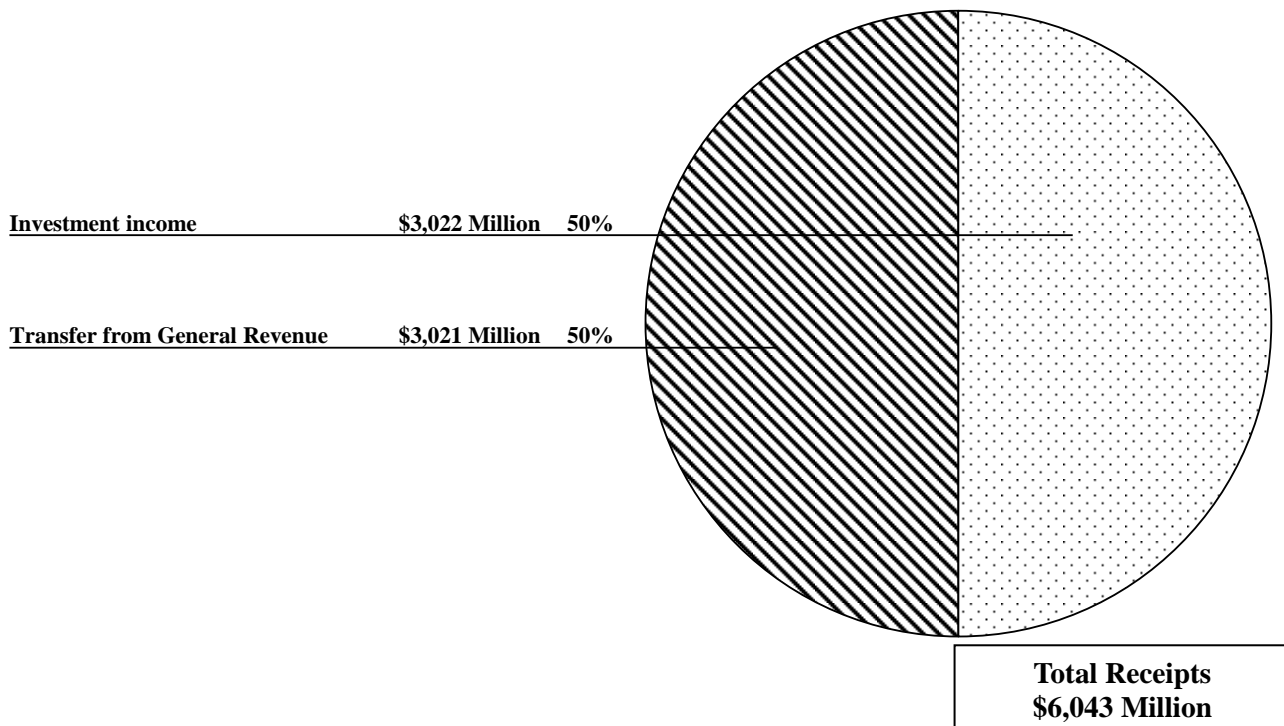 Investment income $3,022 Million 50%
Transfer from General Revenue $3,021 Million 50%
Total Receipts
$6,043 Million